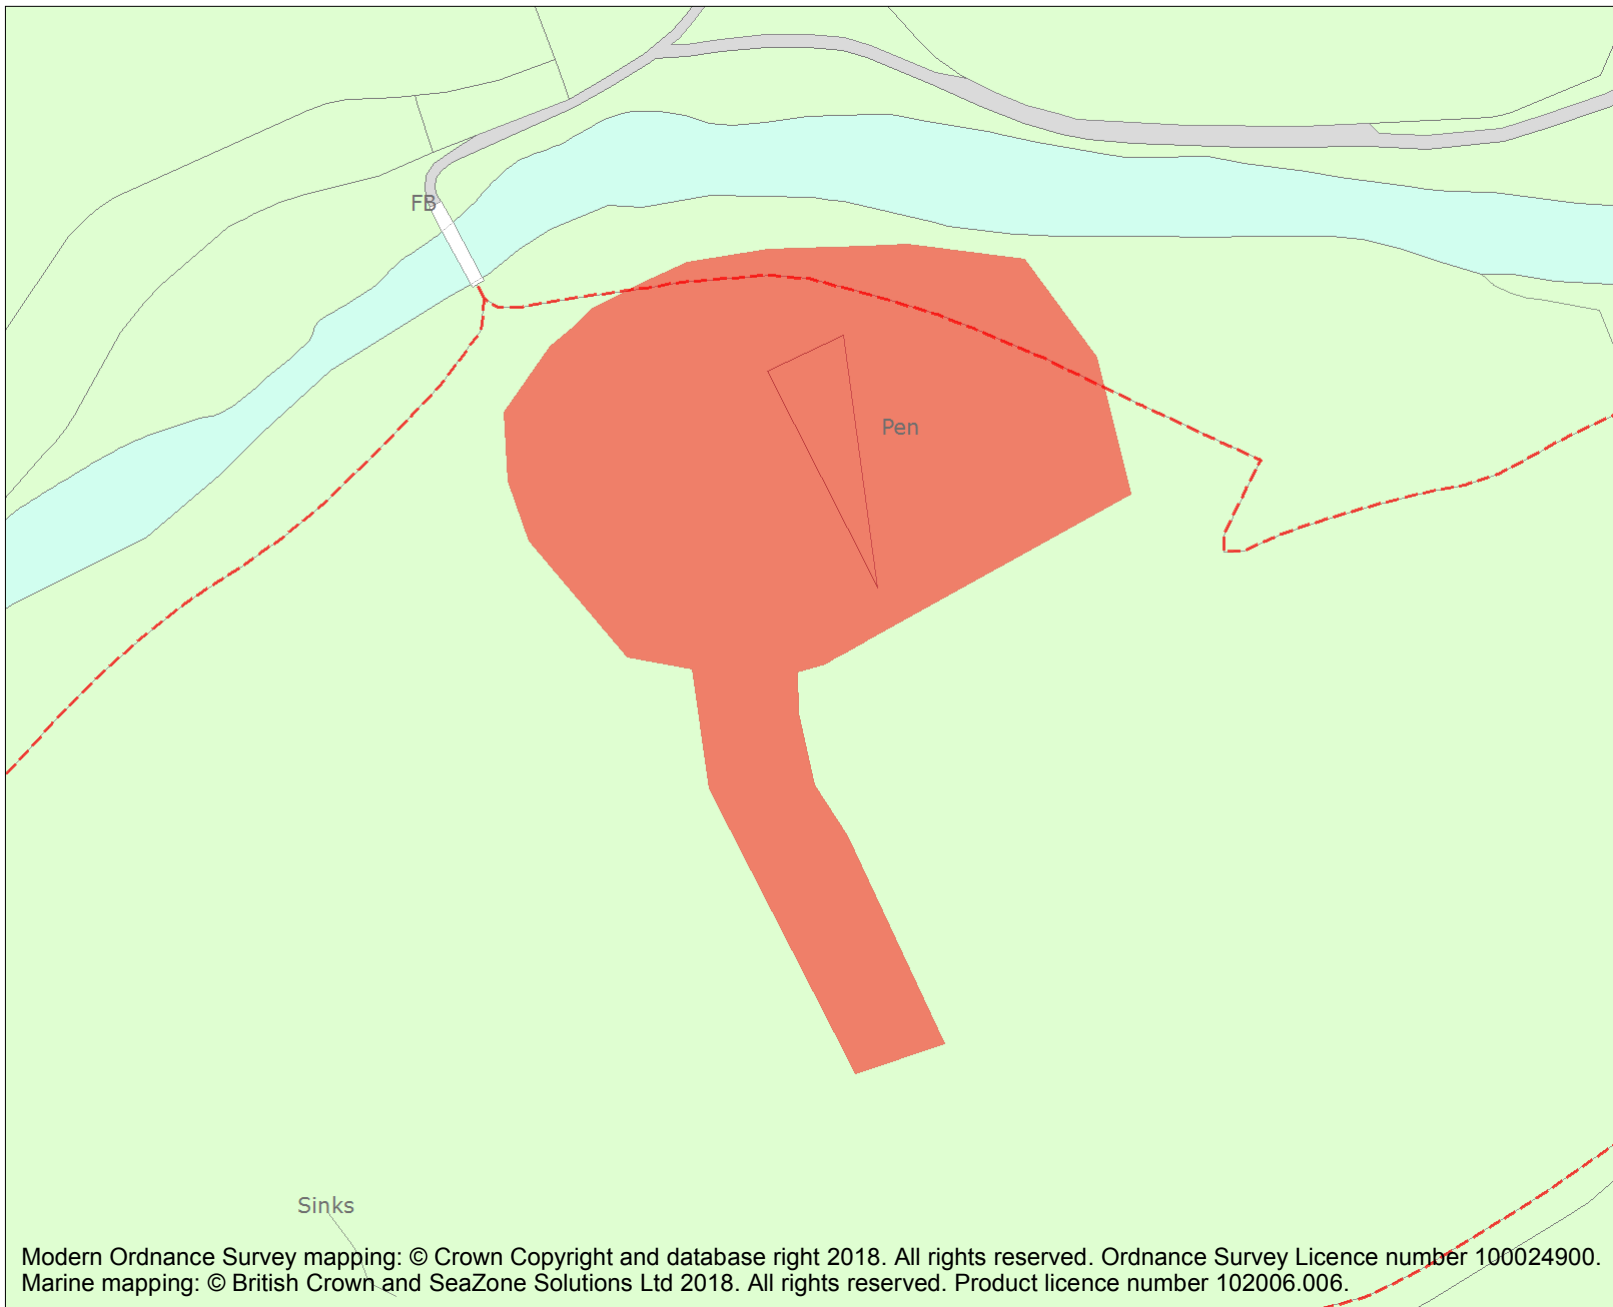 FB
Pen
Sinks
Modern Ordnance Survey mapping: © Crown Copyright and database right 2018. All rights reserved. Ordnance Survey Licence number 100024900.
Marine mapping: © British Crown and SeaZone Solutions Ltd 2018. All rights reserved. Product licence number 102006.006.